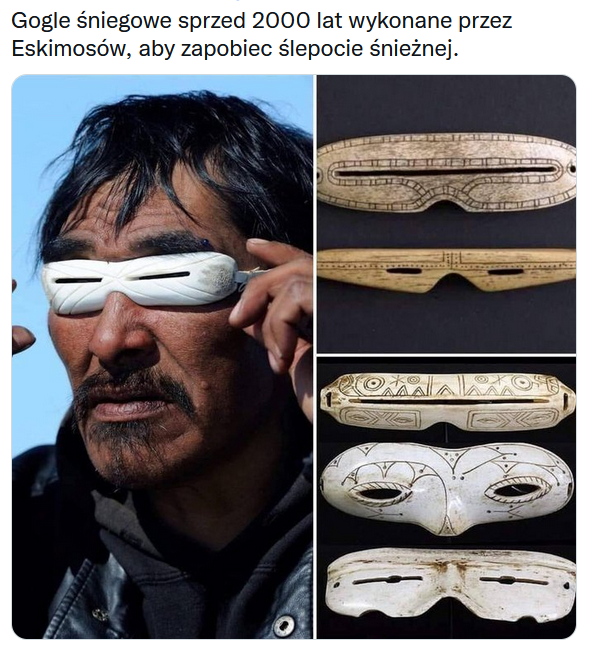 Gogle śniegowe sprzed 2000 lat wykonane przez
Eskimosów, aby zapobiec ślepocie śnieżnej.